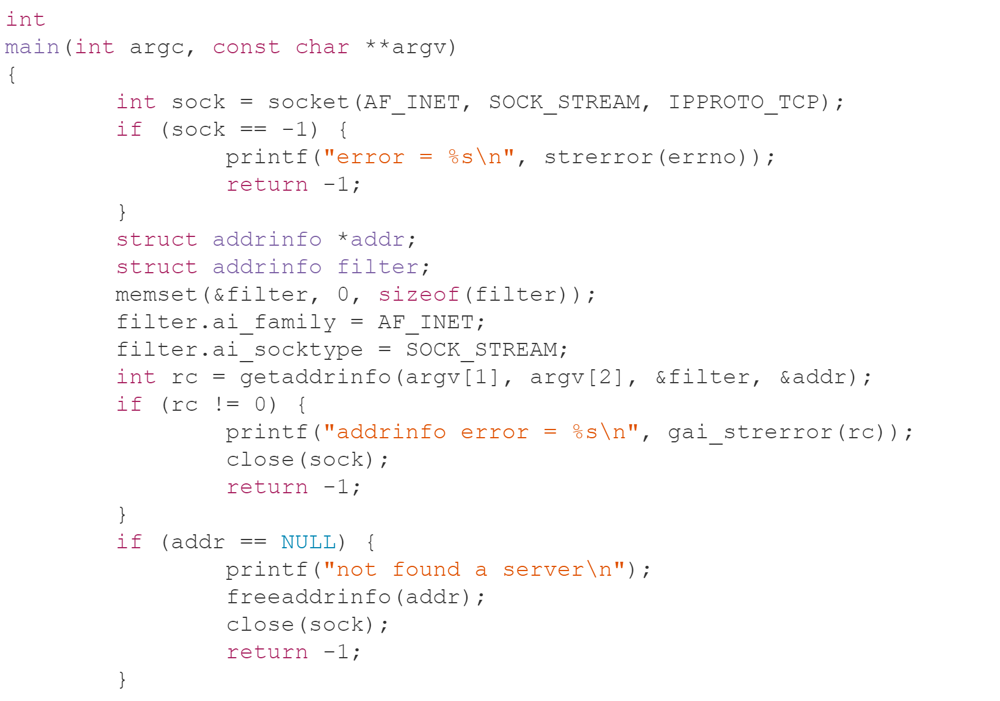 int
main(int argc, const char **argv)
{
        int sock = socket(AF_INET, SOCK_STREAM, IPPROTO_TCP);
        if (sock == -1) {
                printf("error = %s\n", strerror(errno));
                return -1;
        }
        struct addrinfo *addr;
        struct addrinfo filter;
        memset(&filter, 0, sizeof(filter));
        filter.ai_family = AF_INET;
        filter.ai_socktype = SOCK_STREAM;
        int rc = getaddrinfo(argv[1], argv[2], &filter, &addr);
        if (rc != 0) {
                printf("addrinfo error = %s\n", gai_strerror(rc));
                close(sock);
                return -1;
        }
        if (addr == NULL) {
                printf("not found a server\n");
                freeaddrinfo(addr);
                close(sock);
                return -1;
        }